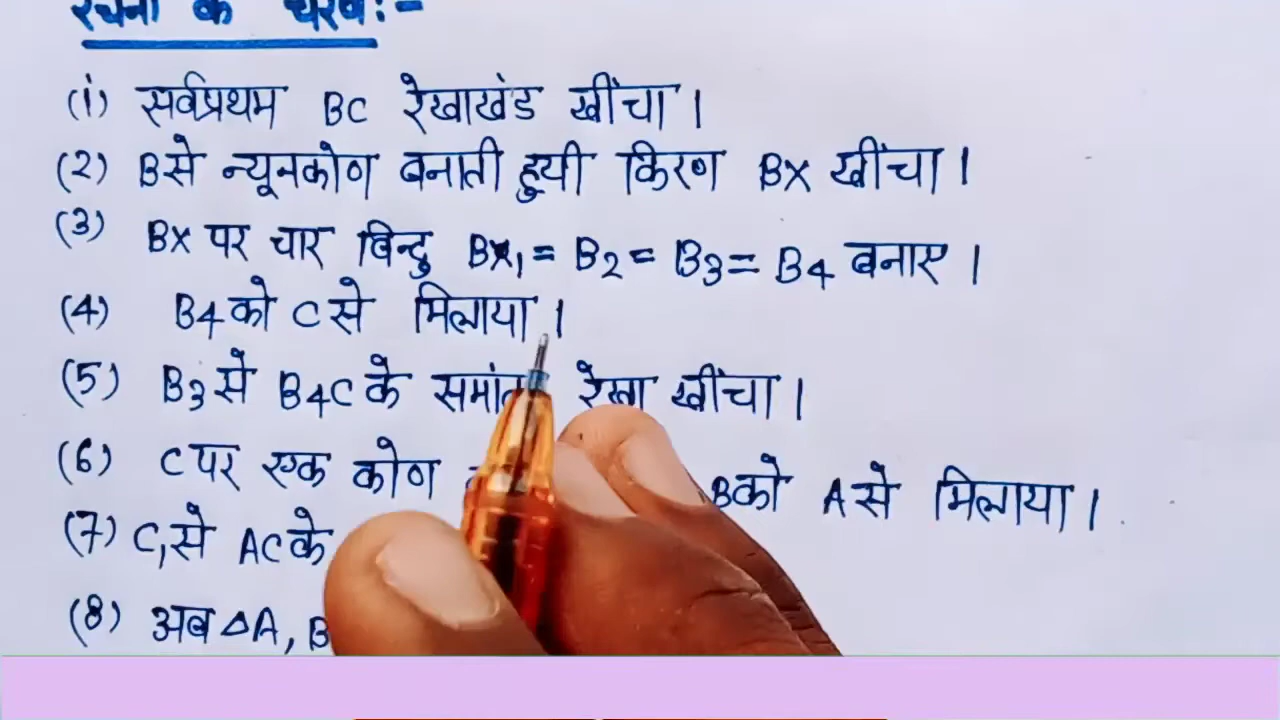 रचना के चरण:-
(1) सर्वप्रथम BC रेखाखंड खींचा।
(2) B से न्यूनकोण बनाती हुयी किरण BX खींचा।
(3) BX पर चार बिन्दु BX₁ = B₂ = B₃ = B₄ बनाए।
(4) B₄ को C से मिलाया।
(5) B₃ से B₄C के रेखा खींचा।
(6) C पर एक कोण B को A से मिलाया।
(7) C₁ से AC के
(8) अब △A, B